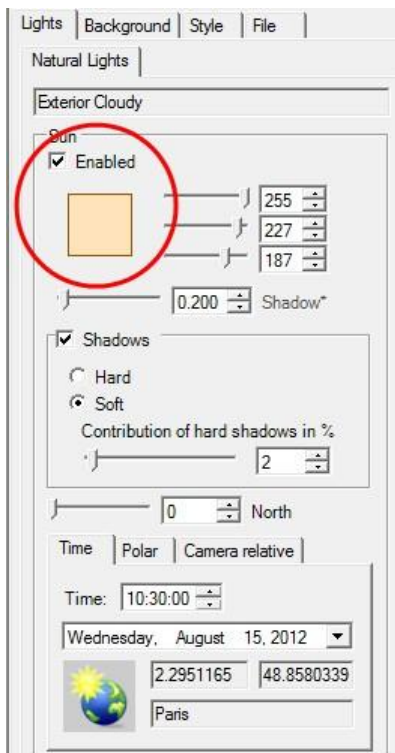 Lights Background Style File
Natural Lights
Exterior Cloudy
Sun
Enabled
255
227
187
0.200 Shadow*
Shadows
Hard
Soft
Contribution of hard shadows in %
2
0 North
Time Polar Camera relative
Time: 10:30:00
Wednesday, August 15, 2012
2.2951165 48.8580339
Paris